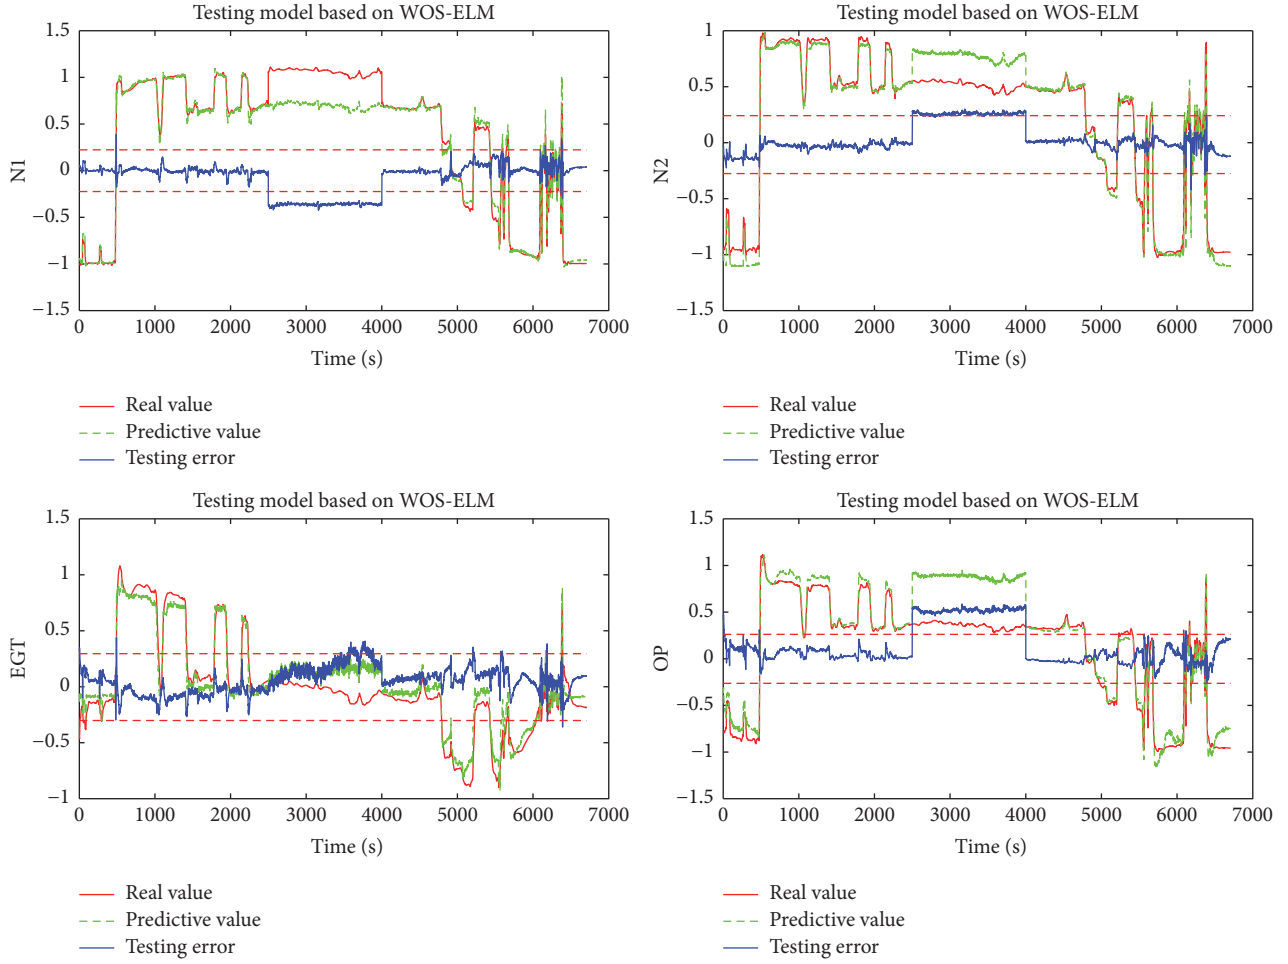 Testing model based on WOS-ELM
1.5
1
0.5
0
−0.5
−1
−1.5
N1
0 1000 2000 3000 4000 5000 6000 7000
Time (s)
Real value
Predictive value
Testing error
Testing model based on WOS-ELM
1
0.5
0
−0.5
−1
−1.5
N2
0 1000 2000 3000 4000 5000 6000 7000
Time (s)
Real value
Predictive value
Testing error
Testing model based on WOS-ELM
1.5
1
0.5
0
−0.5
−1
EGT
0 1000 2000 3000 4000 5000 6000 7000
Time (s)
Real value
Predictive value
Testing error
Testing model based on WOS-ELM
1.5
1
0.5
0
−0.5
−1
−1.5
OP
0 1000 2000 3000 4000 5000 6000 7000
Time (s)
Real value
Predictive value
Testing error